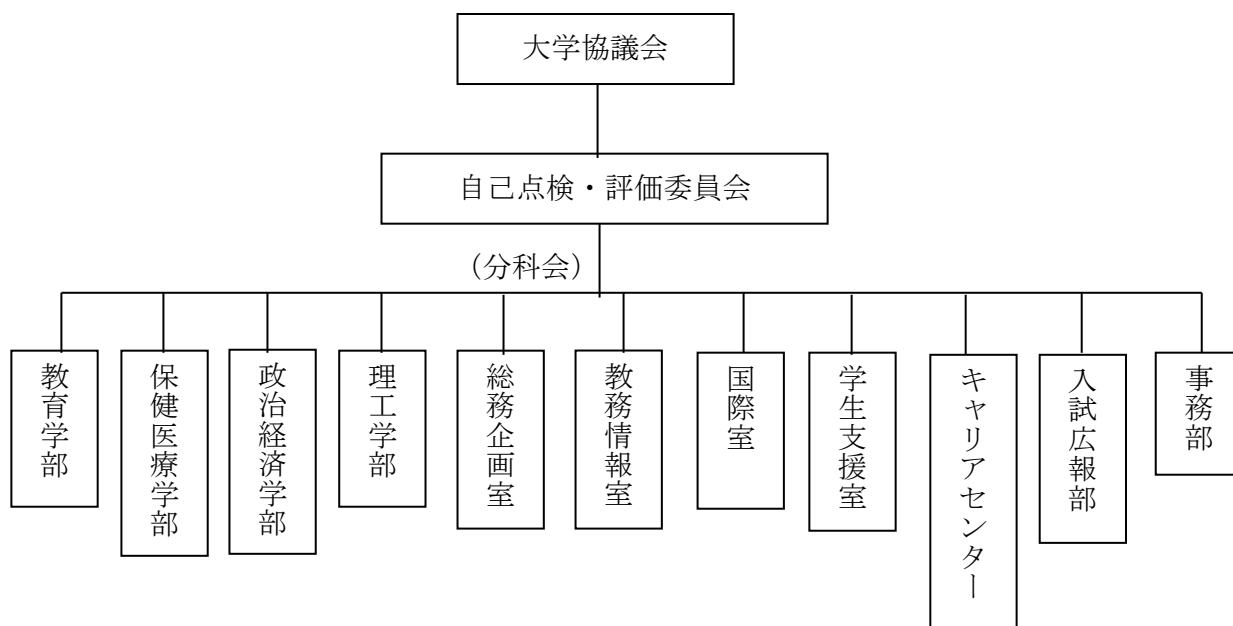 大学協議会
自己点検・評価委員会
（分科会）
教育学部
保健医療学部
政治経済学部
理工学部
総務企画室
教務情報室
国際室
学生支援室
キャリアセンター
入試広報部
事務部